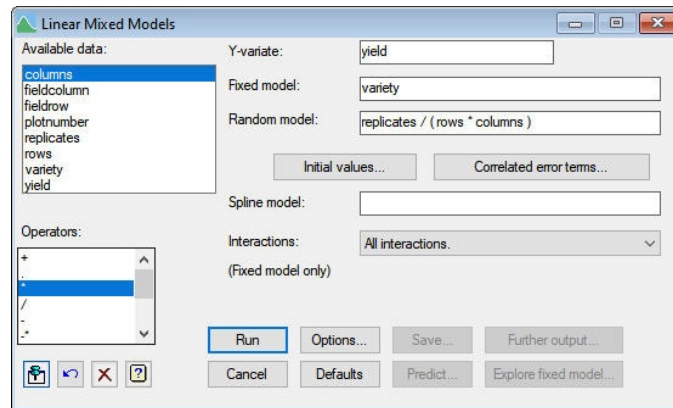 Linear Mixed Models
Available data:
columns
fieldcolumn
fieldrow
plotnumber
replicates
rows
variety
yield
Y-variate: yield
Fixed model: variety
Random model: replicates / ( rows * columns )
Initial values... Correlated error terms...
Spline model:
Operators:
+
.
*
/
-
-*
Interactions: All interactions.
(Fixed model only)
Run Options... Save... Further output...
Cancel Defaults Predict... Explore fixed model...